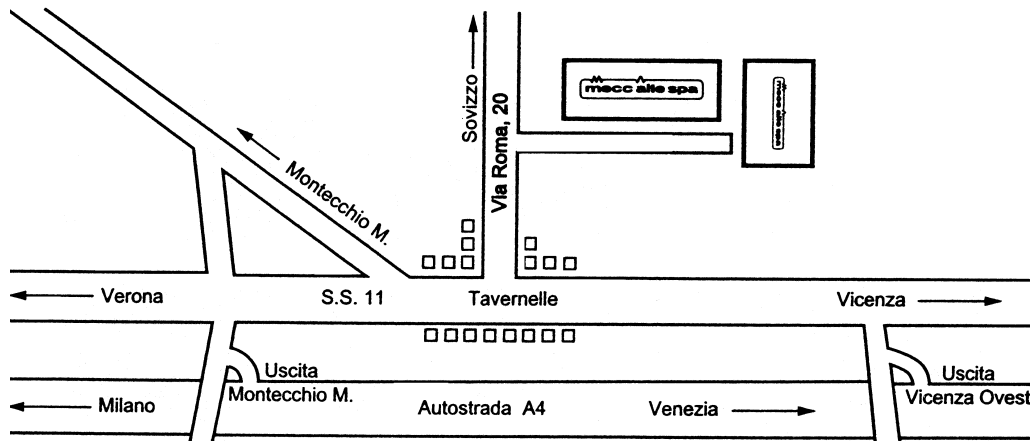 mecc alte spa
mecc alte spa
Sovizzo
Via Roma, 20
Montecchio M.
Verona
S.S. 11
Tavernelle
Vicenza
Uscita
Montecchio M.
Uscita
Vicenza Ovest
Milano
Autostrada A4
Venezia